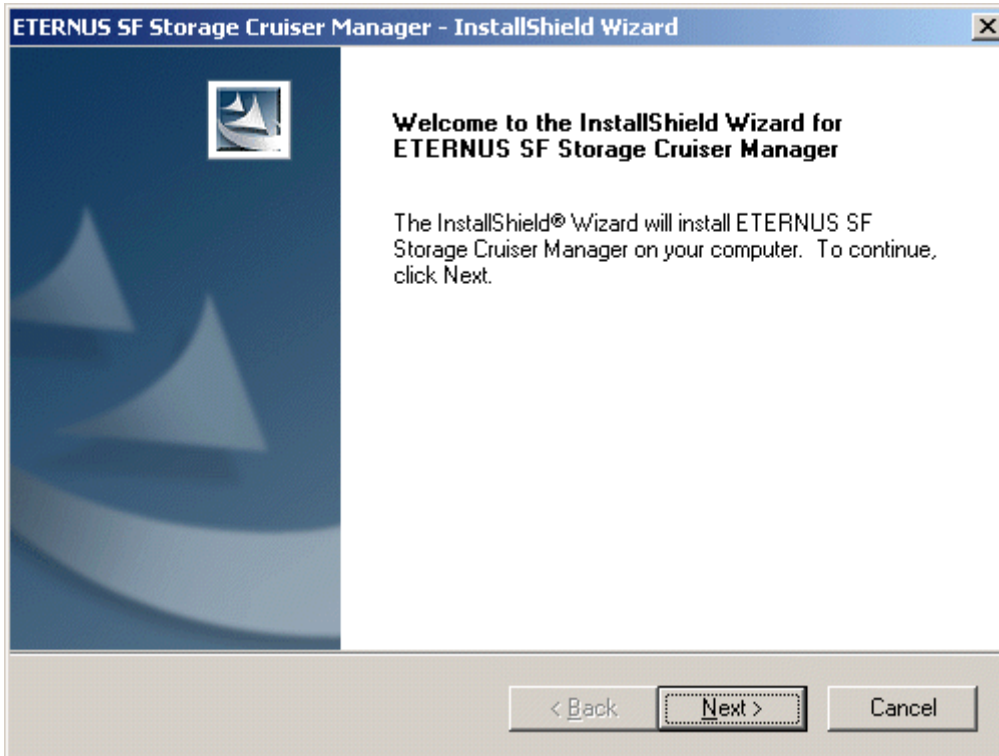 ETERNUS SF Storage Cruiser Manager - InstallShield Wizard
Welcome to the InstallShield Wizard for
ETERNUS SF Storage Cruiser Manager
The InstallShield® Wizard will install ETERNUS SF
Storage Cruiser Manager on your computer. To continue,
click Next.
< Back
Next >
Cancel